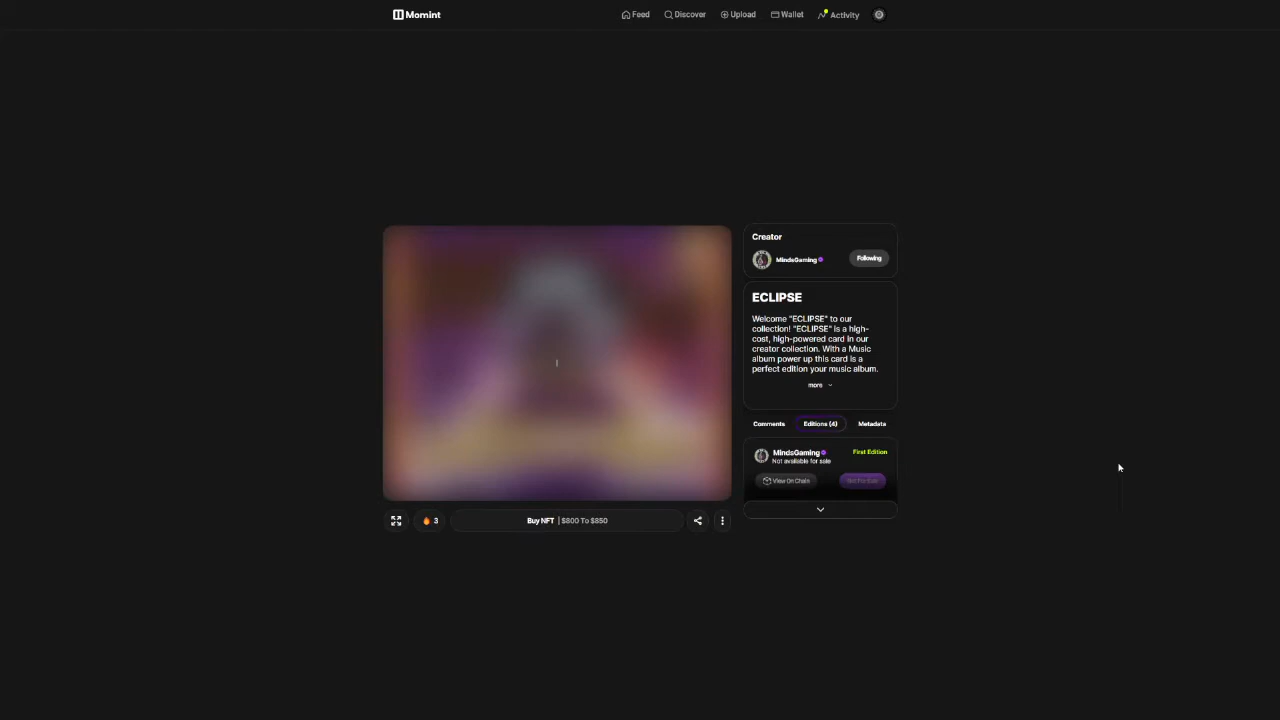 Momint
Feed
Discover
Upload
Wallet
Activity
Creator
MindsGaming
Following
ECLIPSE
Welcome "ECLIPSE" to our
collection! "ECLIPSE" is a high-
cost, high-powered card in our
creator collection. With a Music
album power up this card is a
perfect edition your music album.
more
Comments
Editions (4)
Metadata
MindsGaming
First Edition
Not available for sale
View On Chain
3
Buy NFT | $800 To $850